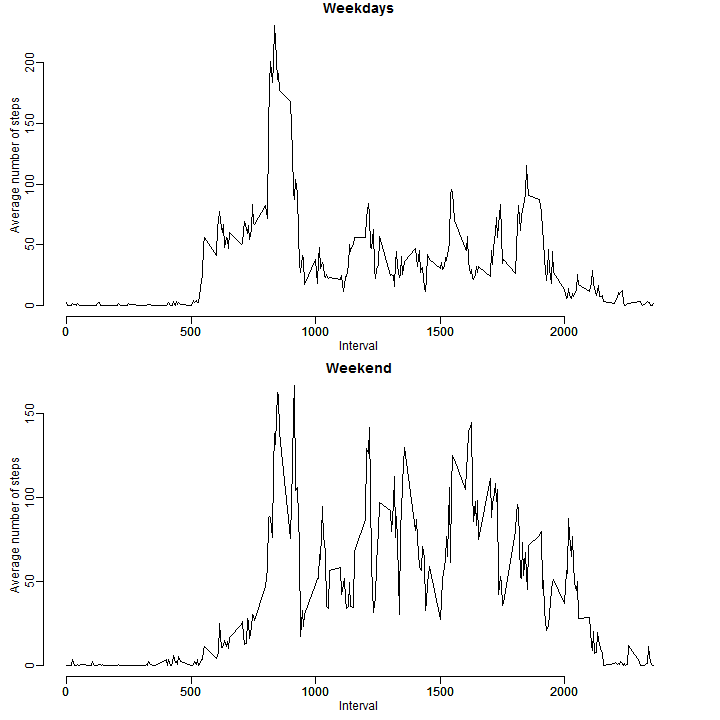 Weekdays
Average number of steps
0 50 100 150 200
0 500 1000 1500 2000
Interval
Weekend
Average number of steps
0 50 100 150
0 500 1000 1500 2000
Interval